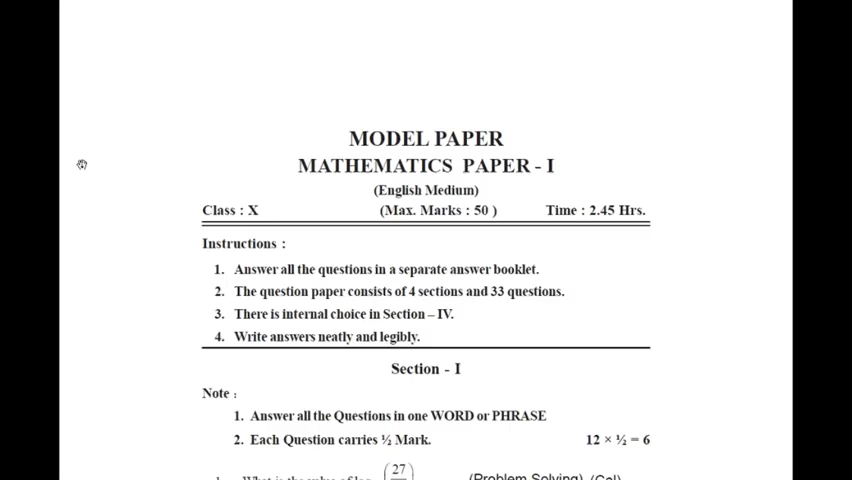 MODEL PAPER
MATHEMATICS PAPER - I
(English Medium)
Class : X (Max. Marks : 50 ) Time : 2.45 Hrs.
Instructions :
1. Answer all the questions in a separate answer booklet.
2. The question paper consists of 4 sections and 33 questions.
3. There is internal choice in Section – IV.
4. Write answers neatly and legibly.
Section - I
Note :
1. Answer all the Questions in one WORD or PHRASE
2. Each Question carries ½ Mark. 12 × ½ = 6
27 (Problem Solving)